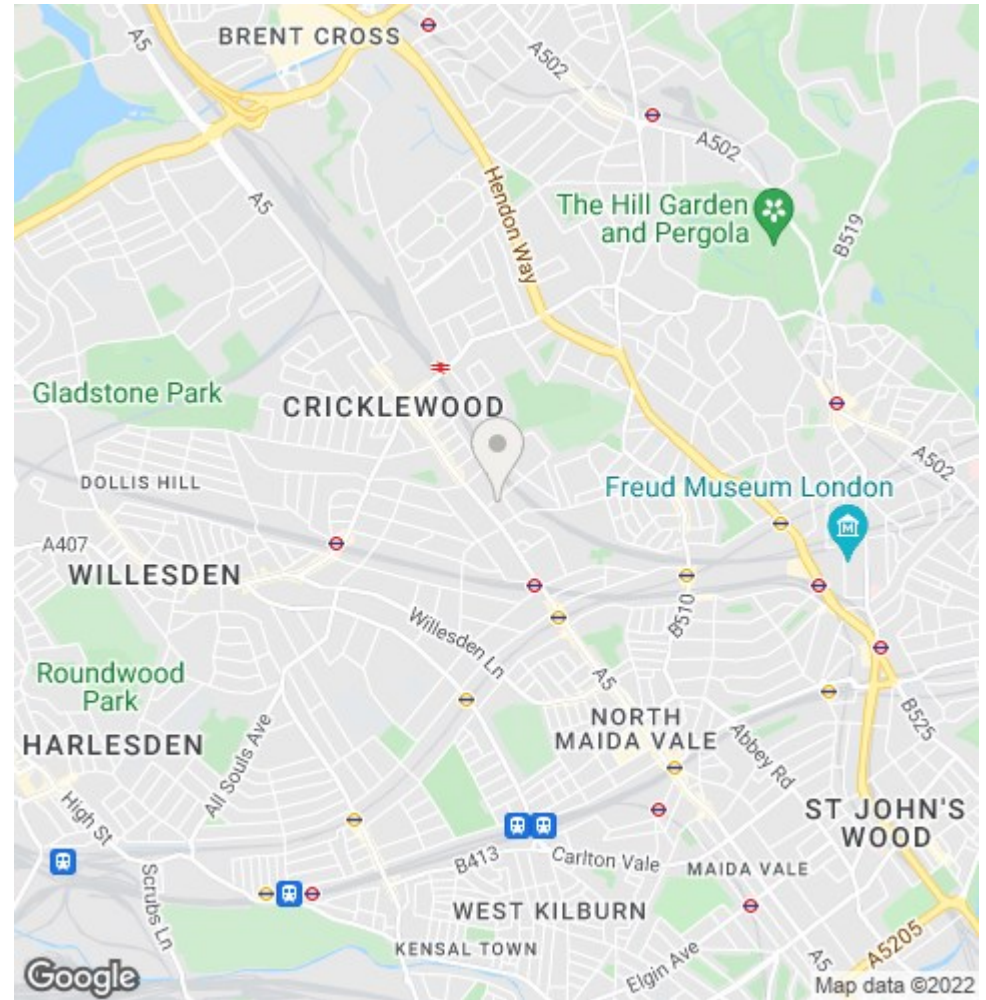 BRENT CROSS
A5
A502
A502
A5
Hendon Way
The Hill Garden
and Pergola
B519
Gladstone Park
CRICKLEWOOD
A502
DOLLIS HILL
Freud Museum London
A407
WILLESDEN
Willesden Ln
B510
A5
Roundwood
Park
NORTH
MAIDA VALE
Abbey Rd
B525
HARLESDEN
All Souls Ave
High St
ST JOHN'S
WOOD
B413
Carlton Vale
MAIDA VALE
Scrubs Ln
WEST KILBURN
KENSAL TOWN
Elgin Ave
A5
A5205
Google
Map data ©2022